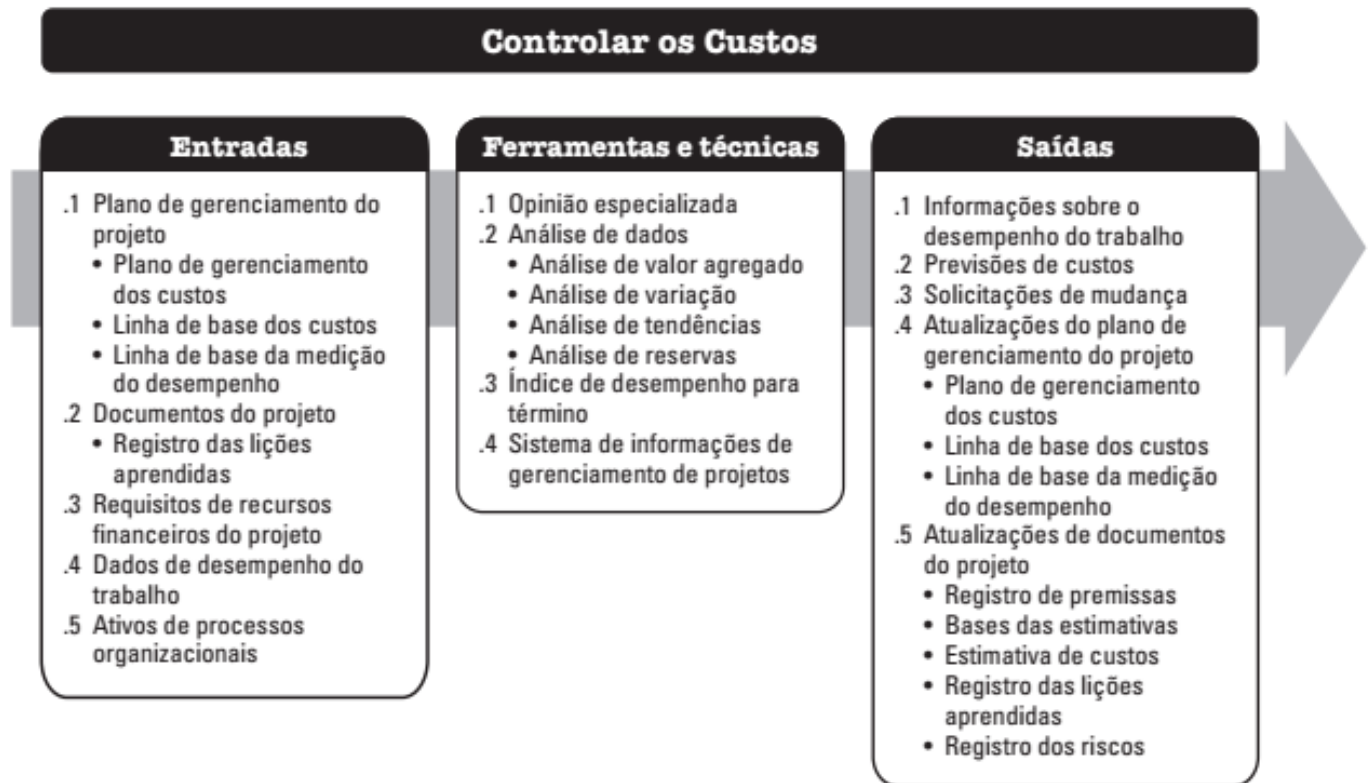 Controlar os Custos
Entradas
.1 Plano de gerenciamento do
projeto
• Plano de gerenciamento
dos custos
• Linha de base dos custos
• Linha de base da medição
do desempenho
.2 Documentos do projeto
• Registro das lições
aprendidas
.3 Requisitos de recursos
financeiros do projeto
.4 Dados de desempenho do
trabalho
.5 Ativos de processos
organizacionais
Ferramentas e técnicas
.1 Opinião especializada
.2 Análise de dados
• Análise de valor agregado
• Análise de variação
• Análise de tendências
• Análise de reservas
.3 Índice de desempenho para
término
.4 Sistema de informações de
gerenciamento de projetos
Saídas
.1 Informações sobre o
desempenho do trabalho
.2 Previsões de custos
.3 Solicitações de mudança
.4 Atualizações do plano de
gerenciamento do projeto
• Plano de gerenciamento
dos custos
• Linha de base dos custos
• Linha de base da medição
do desempenho
.5 Atualizações de documentos
do projeto
• Registro de premissas
• Bases das estimativas
• Estimativa de custos
• Registro das lições
aprendidas
• Registro dos riscos